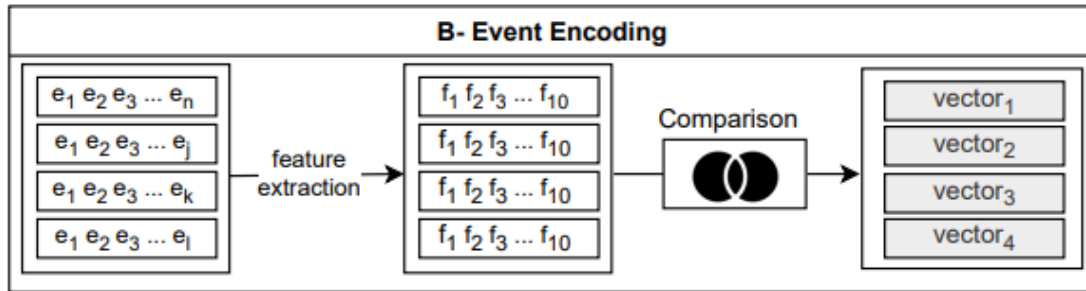 B- Event Encoding
e₁ e₂ e₃ ... eₙ
e₁ e₂ e₃ ... eⱼ
e₁ e₂ e₃ ... eₖ
e₁ e₂ e₃ ... eₗ
feature
extraction
f₁ f₂ f₃ ... f₁₀
f₁ f₂ f₃ ... f₁₀
f₁ f₂ f₃ ... f₁₀
f₁ f₂ f₃ ... f₁₀
Comparison
vector₁
vector₂
vector₃
vector₄